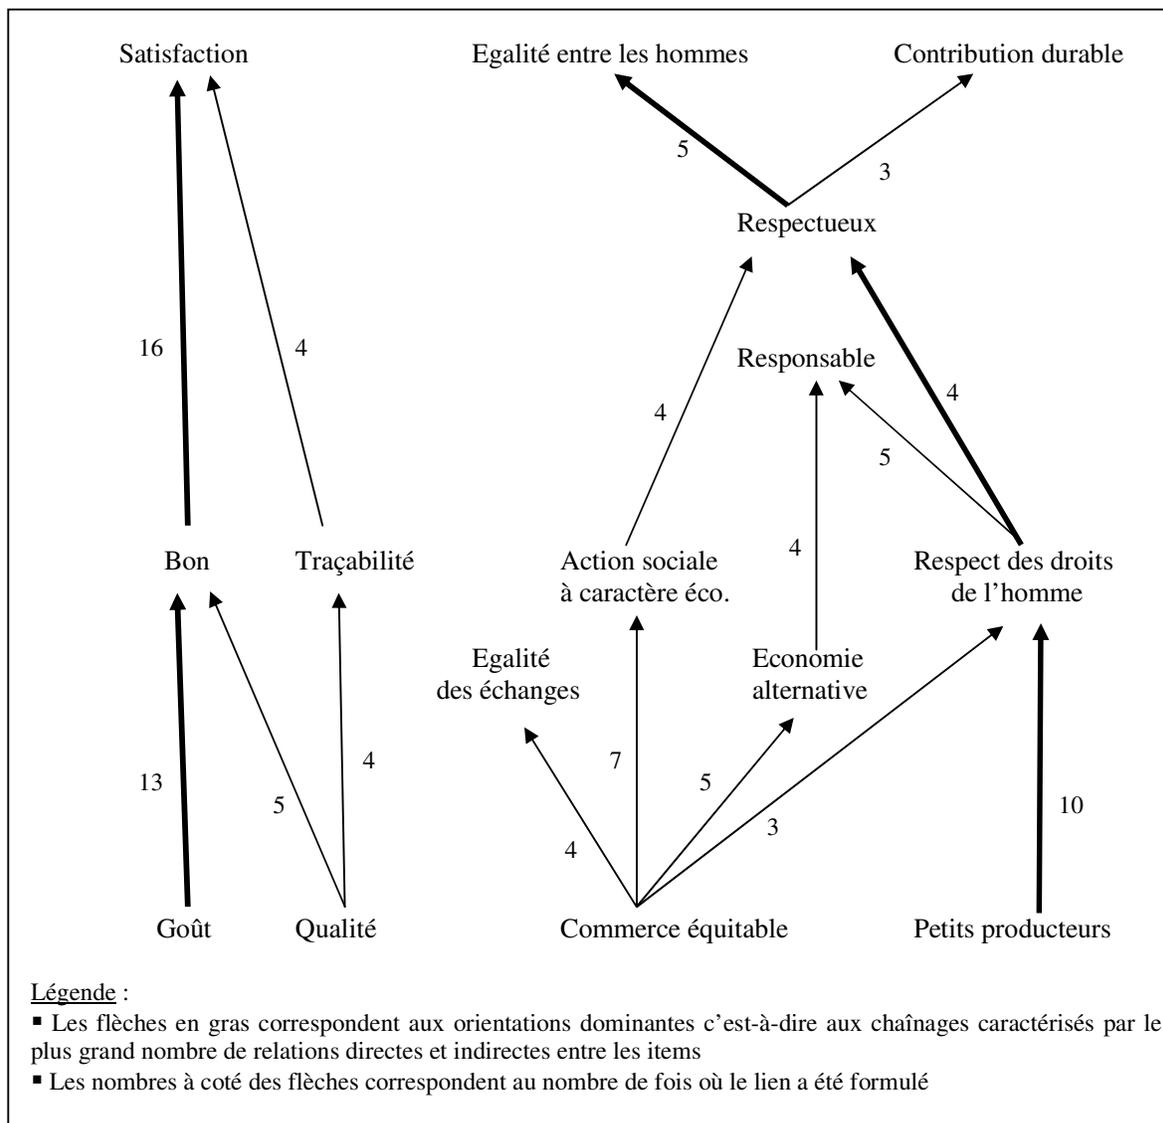 Satisfaction Egalité entre les hommes Contribution durable
5
3
Respectueux
16
4
Responsable
4
4
5
4
Bon Traçabilité Action sociale Respect des droits
à caractère éco. de l’homme
Egalité Economie
des échanges alternative
4
7
13
5
5
10
3
4
Goût Qualité Commerce équitable Petits producteurs
Légende :
▪ Les flèches en gras correspondent aux orientations dominantes c’est-à-dire aux chaînages caractérisés par le
plus grand nombre de relations directes et indirectes entre les items
▪ Les nombres à coté des flèches correspondent au nombre de fois où le lien a été formulé